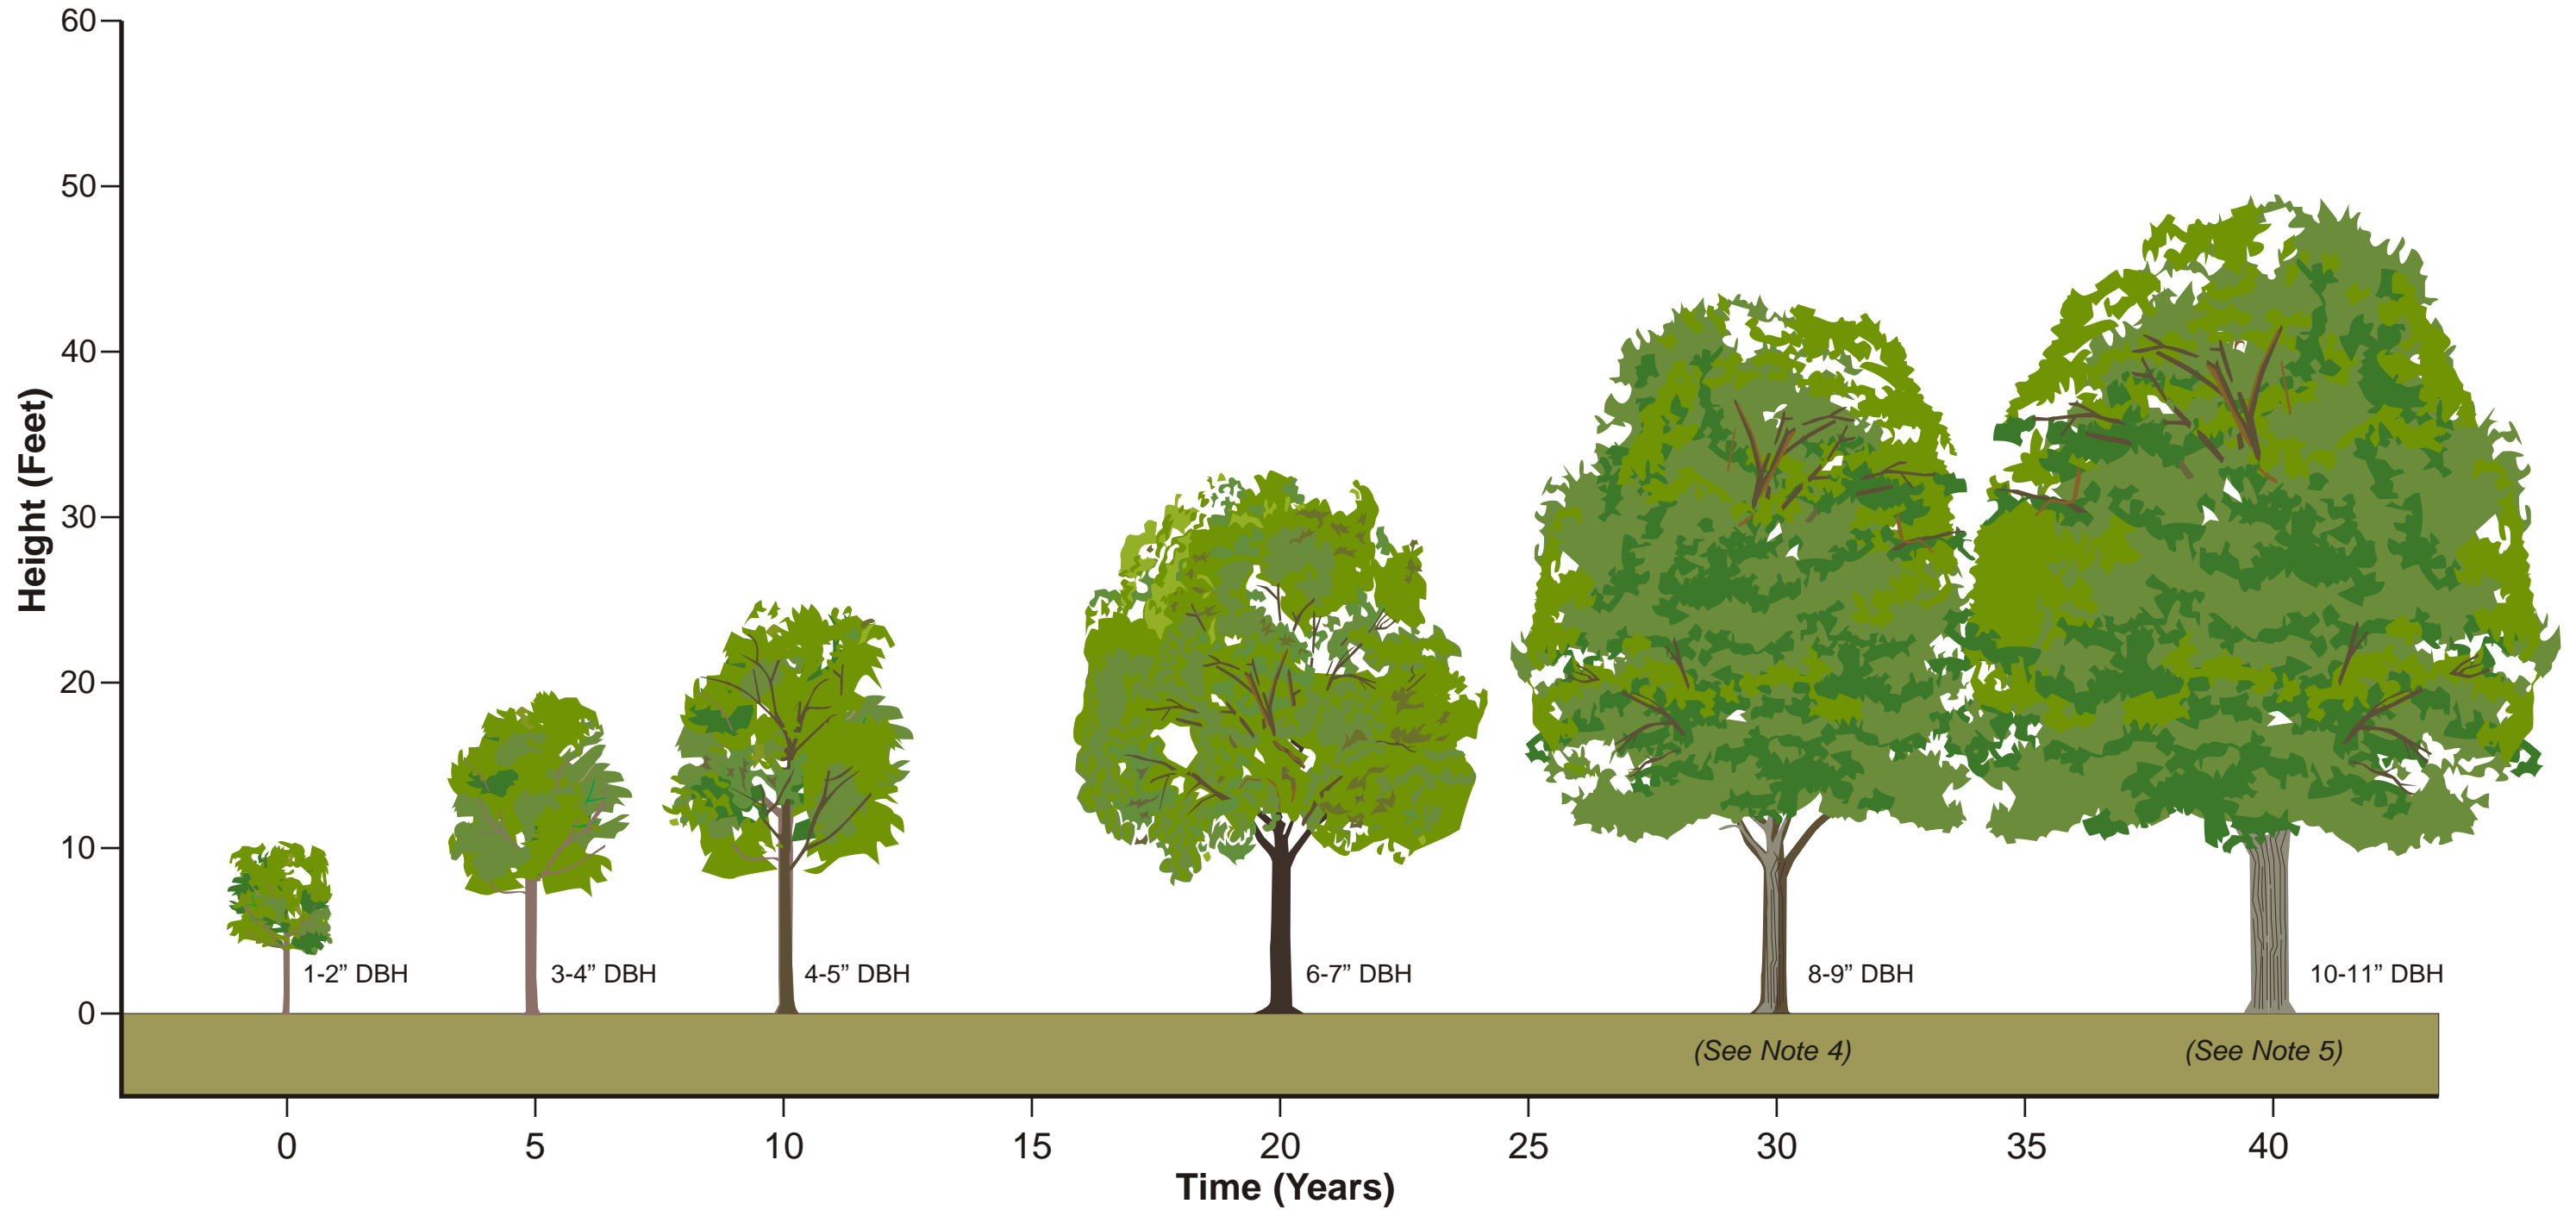 60
50
40
30
20
10
0
Height (Feet)
1-2” DBH
3-4” DBH
4-5” DBH
6-7” DBH
8-9” DBH
10-11” DBH
(See Note 4)
(See Note 5)
0
5
10
15
20
25
30
35
40
Time (Years)